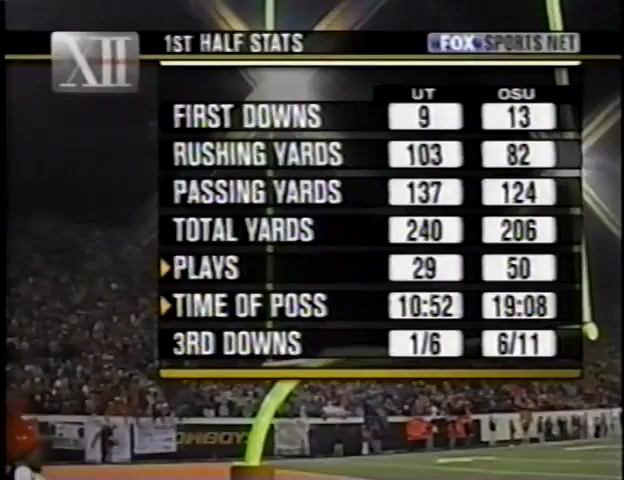 XII
1ST HALF STATS
FOX SPORTS NET
UT OSU
FIRST DOWNS 9 13
RUSHING YARDS 103 82
PASSING YARDS 137 124
TOTAL YARDS 240 206
PLAYS 29 50
TIME OF POSS 10:52 19:08
3RD DOWNS 1/6 6/11
COWBOYS